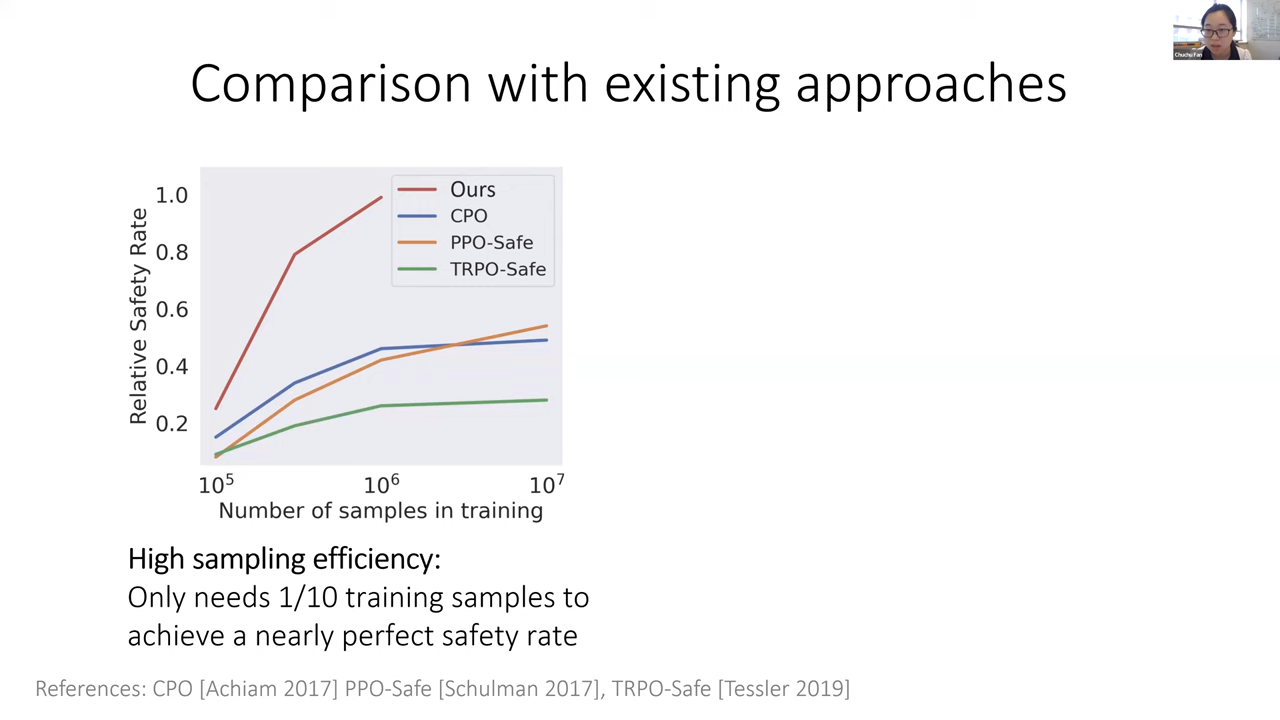 Chuchu Fan
Comparison with existing approaches
Relative Safety Rate
1.0
0.8
0.6
0.4
0.2
Ours
CPO
PPO-Safe
TRPO-Safe
10⁵ 10⁶ 10⁷
Number of samples in training
High sampling efficiency:
Only needs 1/10 training samples to
achieve a nearly perfect safety rate
References: CPO [Achiam 2017] PPO-Safe [Schulman 2017], TRPO-Safe [Tessler 2019]